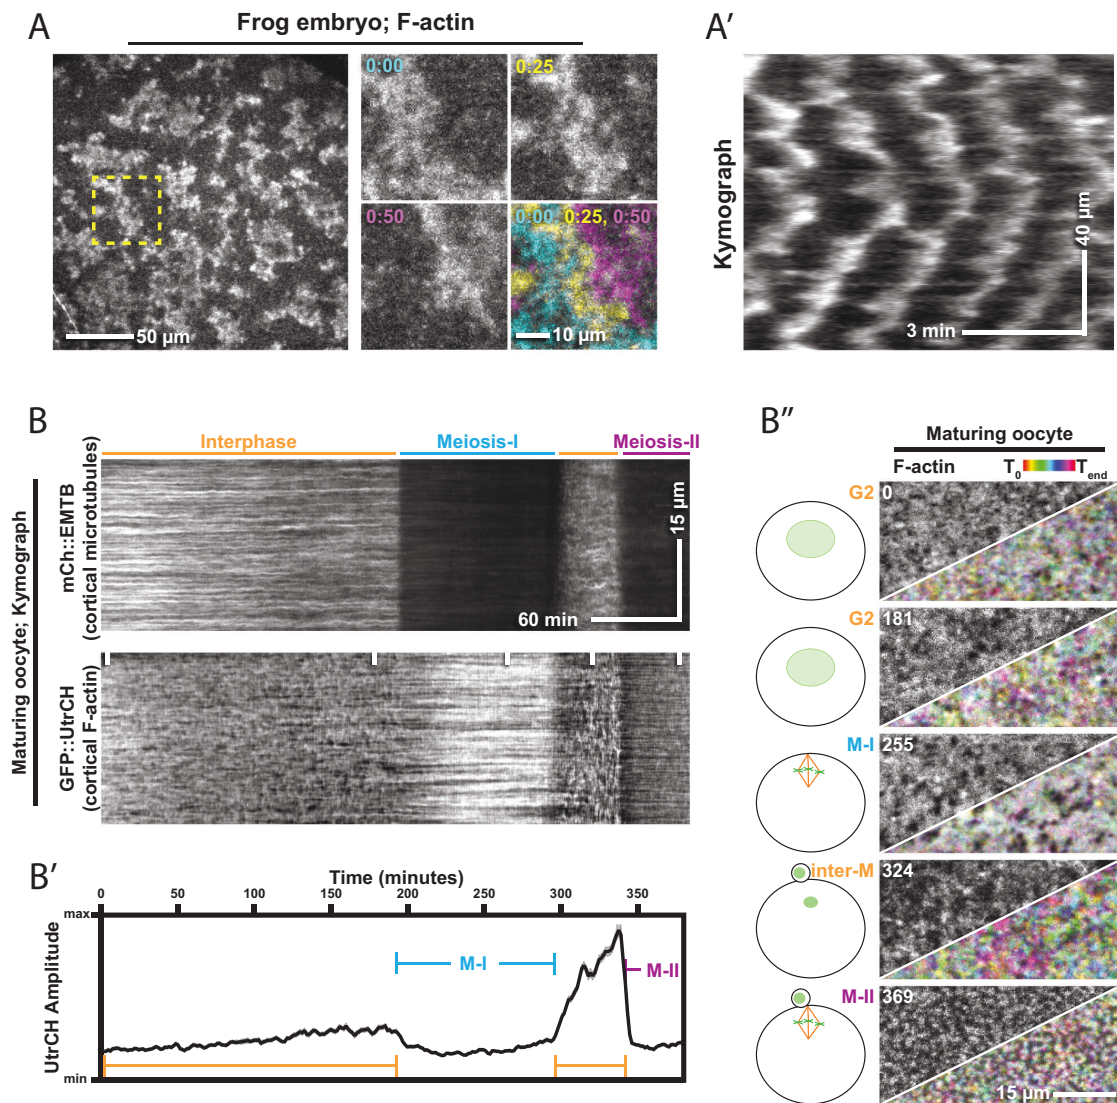 A
Frog embryo; F-actin
0:00
0:25
0:50
0:00 0:25, 0:50
50 µm
10 µm
A'
Kymograph
40 µm
3 min
B
Interphase
Meiosis-I
Meiosis-II
Maturing oocyte; Kymograph
mCh::EMTB
(cortical microtubules)
15 µm
60 min
GFP::UtrCH
(cortical F-actin)
B'
Time (minutes)
0 50 100 150 200 250 300 350
max
min
UtrCH Amplitude
M-I
M-II
B"
Maturing oocyte
F-actin
T0 Tend
G2
0
G2
181
M-I
255
inter-M
324
M-II
369
15 µm